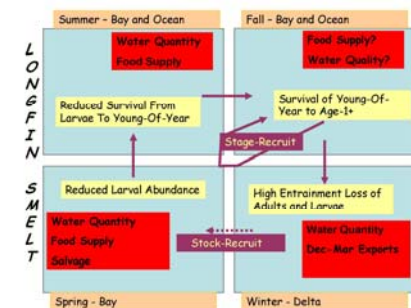 LONGFIN
SMELT
Summer – Bay and Ocean
Water Quantity
Food Supply
Reduced Survival From
Larvae To Young-Of-Year
Fall – Bay and Ocean
Food Supply?
Water Quality?
Survival of Young-Of-
Year to Age-1+
Stage-Recruit
Reduced Larval Abundance
Water Quantity
Food Supply
Salvage
Spring - Bay
High Entrainment Loss of
Adults and Larvae
Water Quantity
Dec-Mar Exports
Stock-Recruit
Winter - Delta